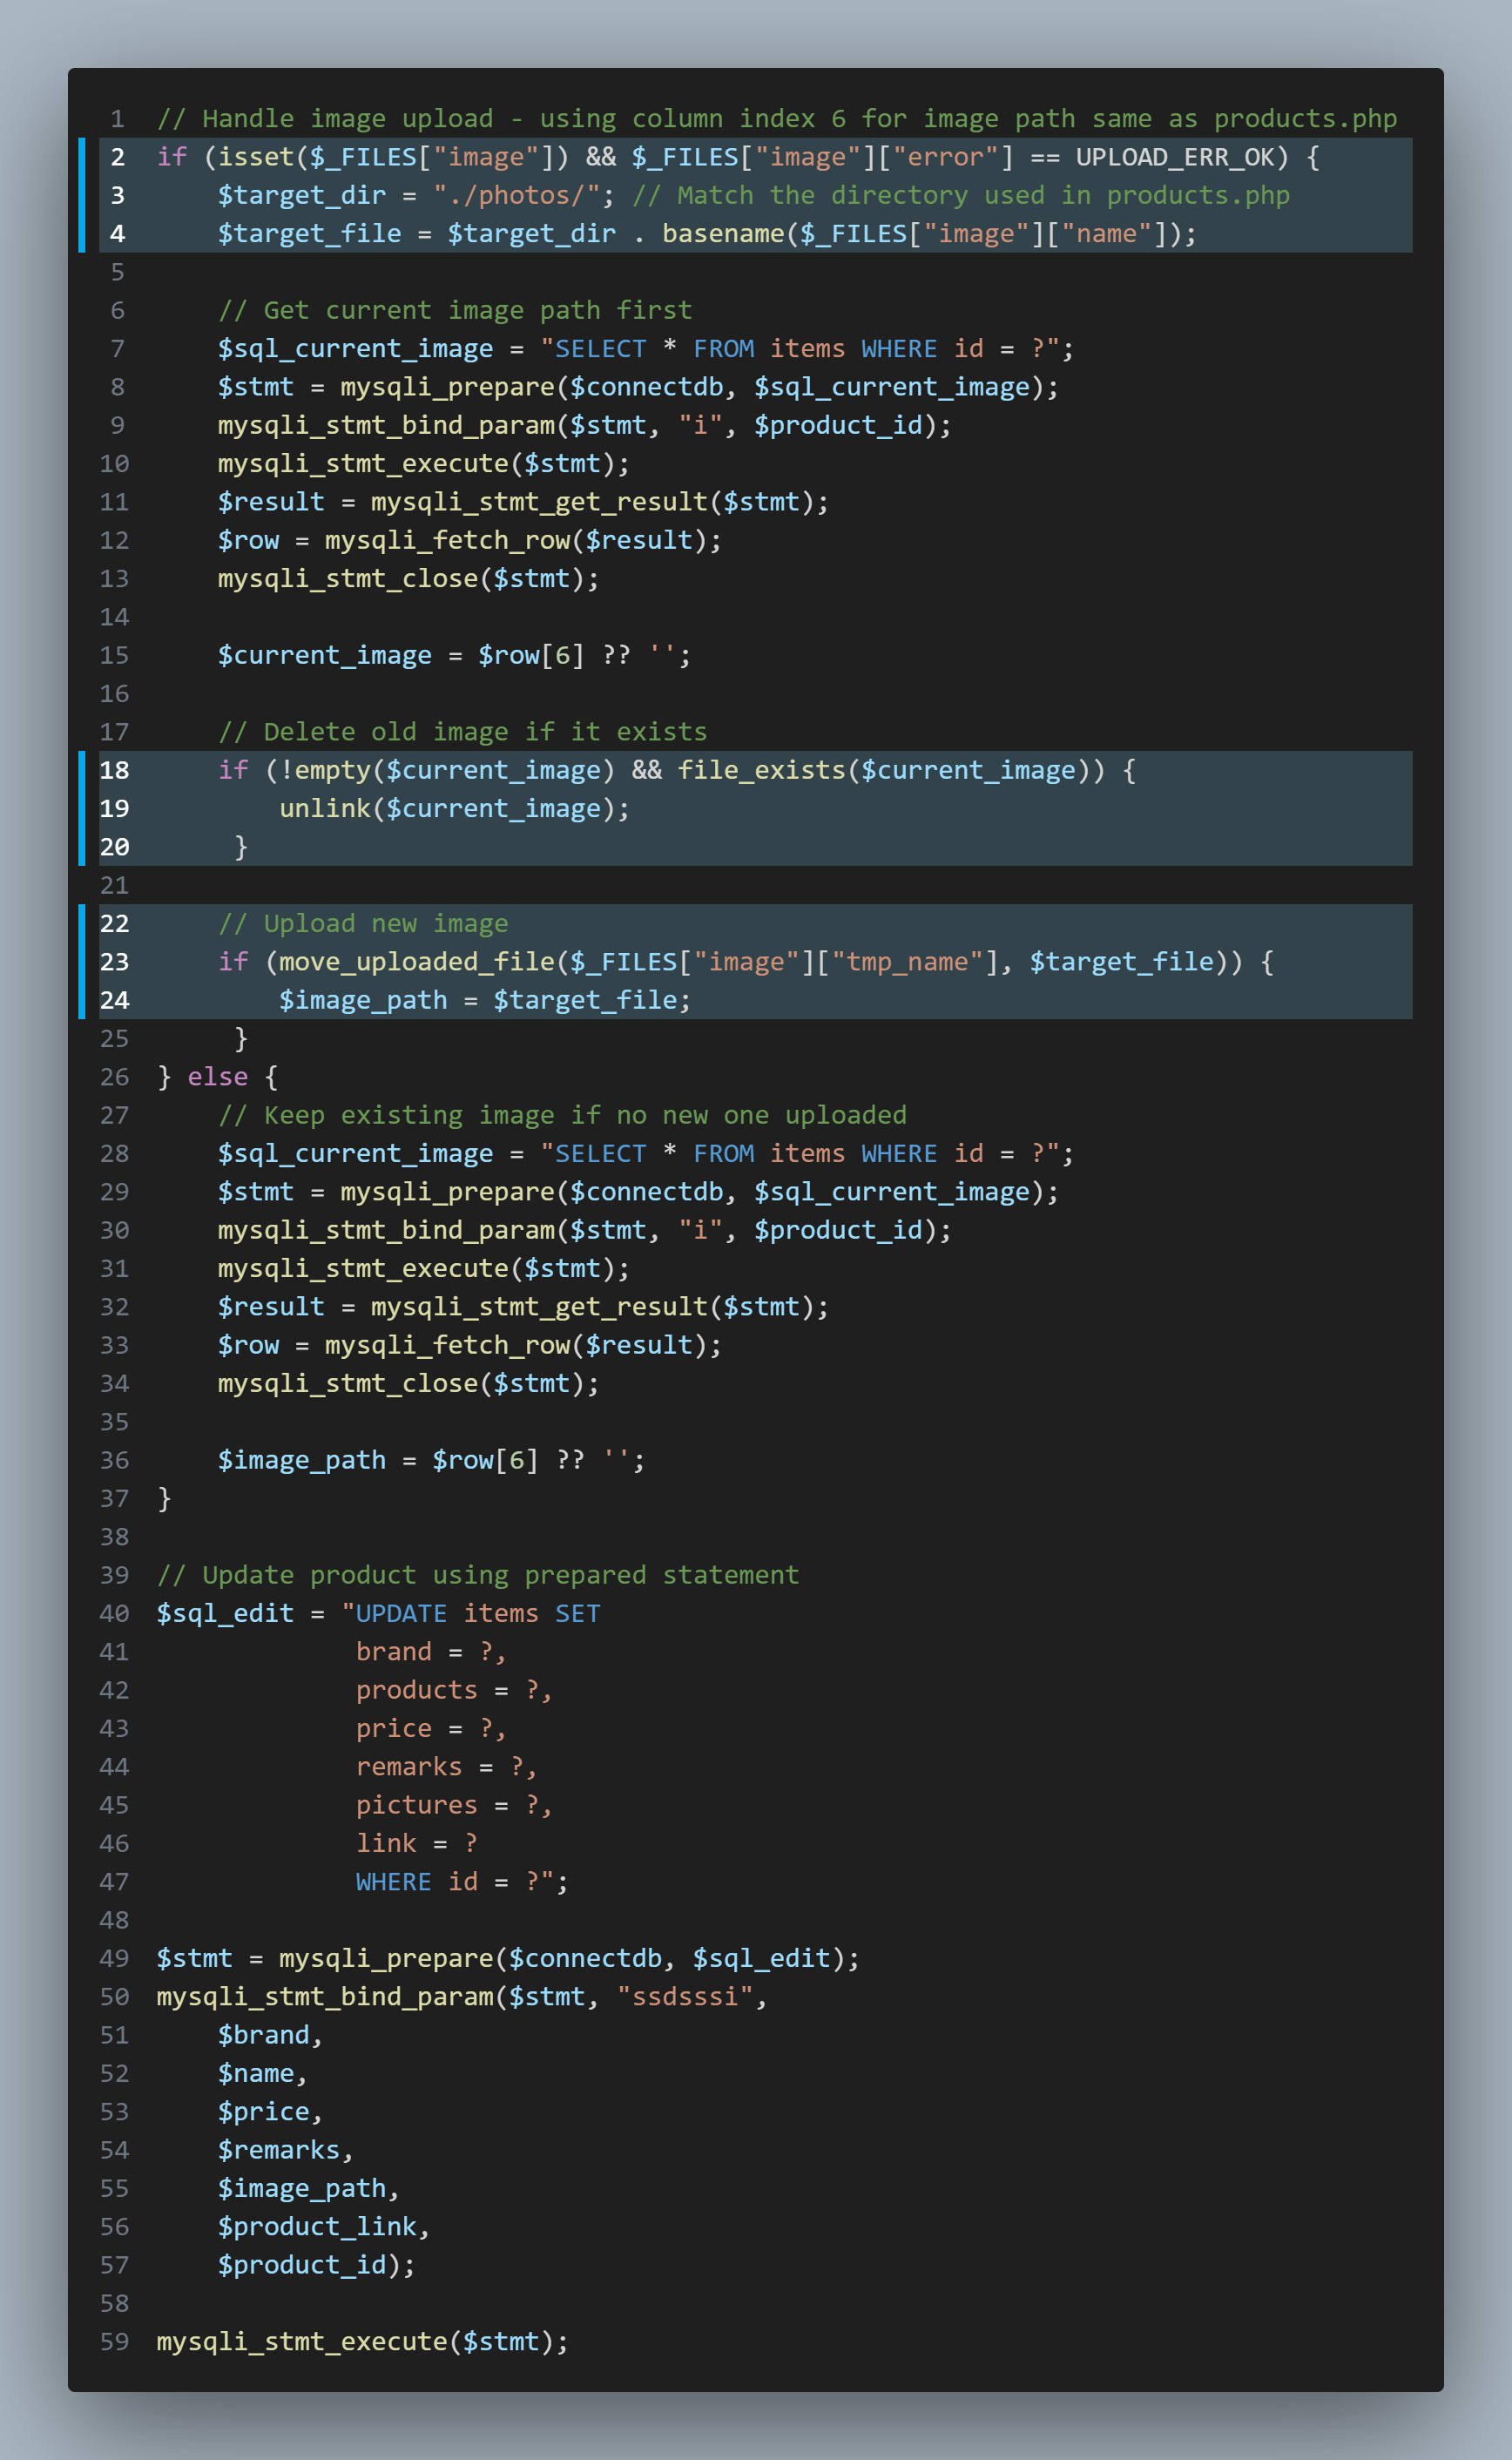 1 // Handle image upload - using column index 6 for image path same as products.php
2 if (isset($_FILES["image"]) && $_FILES["image"]["error"] == UPLOAD_ERR_OK) {
3     $target_dir = "./photos/"; // Match the directory used in products.php
4     $target_file = $target_dir . basename($_FILES["image"]["name"]);
5
6     // Get current image path first
7     $sql_current_image = "SELECT * FROM items WHERE id = ?";
8     $stmt = mysqli_prepare($connectdb, $sql_current_image);
9     mysqli_stmt_bind_param($stmt, "i", $product_id);
10     mysqli_stmt_execute($stmt);
11     $result = mysqli_stmt_get_result($stmt);
12     $row = mysqli_fetch_row($result);
13     mysqli_stmt_close($stmt);
14
15     $current_image = $row[6] ?? '';
16
17     // Delete old image if it exists
18     if (!empty($current_image) && file_exists($current_image)) {
19         unlink($current_image);
20      }
21
22     // Upload new image
23     if (move_uploaded_file($_FILES["image"]["tmp_name"], $target_file)) {
24         $image_path = $target_file;
25      }
26 } else {
27     // Keep existing image if no new one uploaded
28     $sql_current_image = "SELECT * FROM items WHERE id = ?";
29     $stmt = mysqli_prepare($connectdb, $sql_current_image);
30     mysqli_stmt_bind_param($stmt, "i", $product_id);
31     mysqli_stmt_execute($stmt);
32     $result = mysqli_stmt_get_result($stmt);
33     $row = mysqli_fetch_row($result);
34     mysqli_stmt_close($stmt);
35
36     $image_path = $row[6] ?? '';
37 }
38
39 // Update product using prepared statement
40 $sql_edit = "UPDATE items SET
41              brand = ?,
42              products = ?,
43              price = ?,
44              remarks = ?,
45              pictures = ?,
46              link = ?
47              WHERE id = ?";
48
49 $stmt = mysqli_prepare($connectdb, $sql_edit);
50 mysqli_stmt_bind_param($stmt, "ssdsssi",
51     $brand,
52     $name,
53     $price,
54     $remarks,
55     $image_path,
56     $product_link,
57     $product_id);
58
59 mysqli_stmt_execute($stmt);